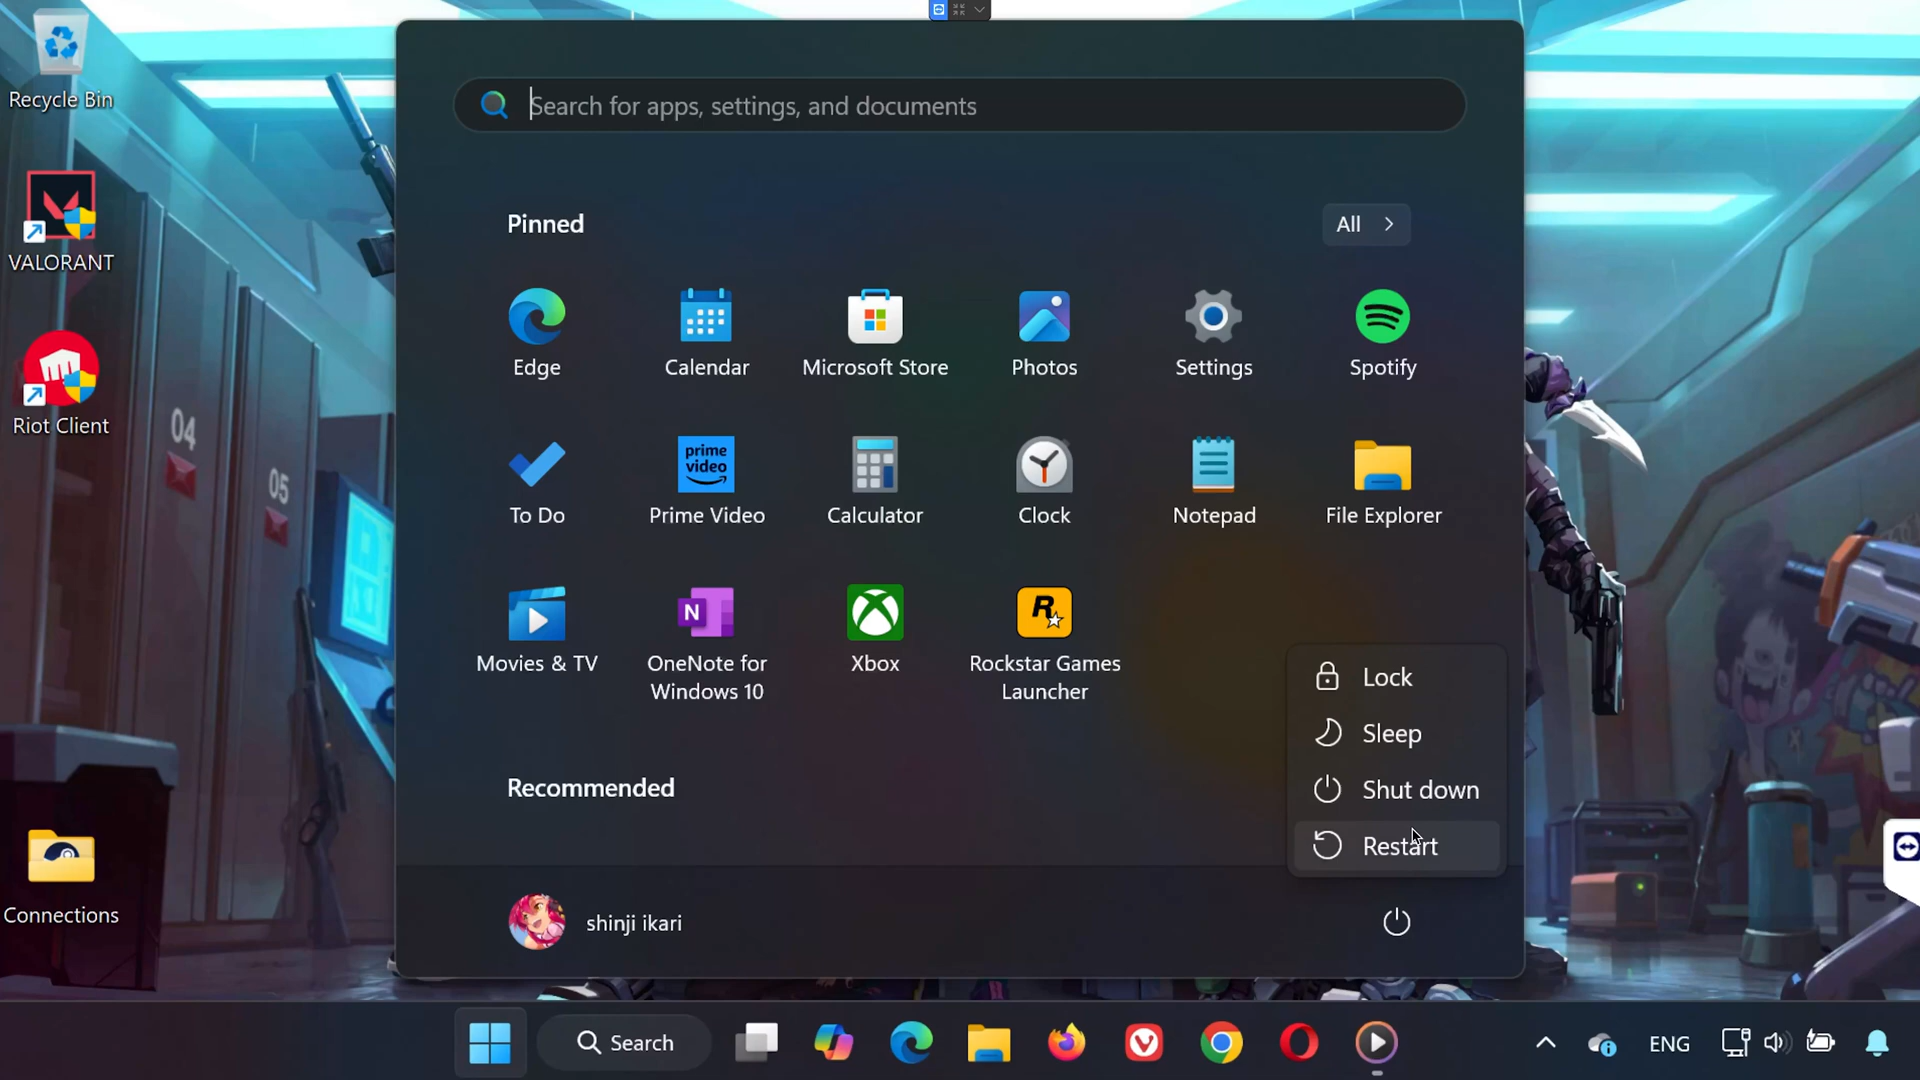 Recycle Bin
VALORANT
Riot Client
Connections
04
05
Search for apps, settings, and documents
Pinned
All
Edge
Calendar
Microsoft Store
Photos
Settings
Spotify
To Do
prime
video
Prime Video
Calculator
Clock
Notepad
File Explorer
Movies & TV
N
OneNote for
Windows 10
Xbox
R
Rockstar Games
Launcher
Lock
Sleep
Shut down
Restart
Recommended
shinji ikari
Search
ENG